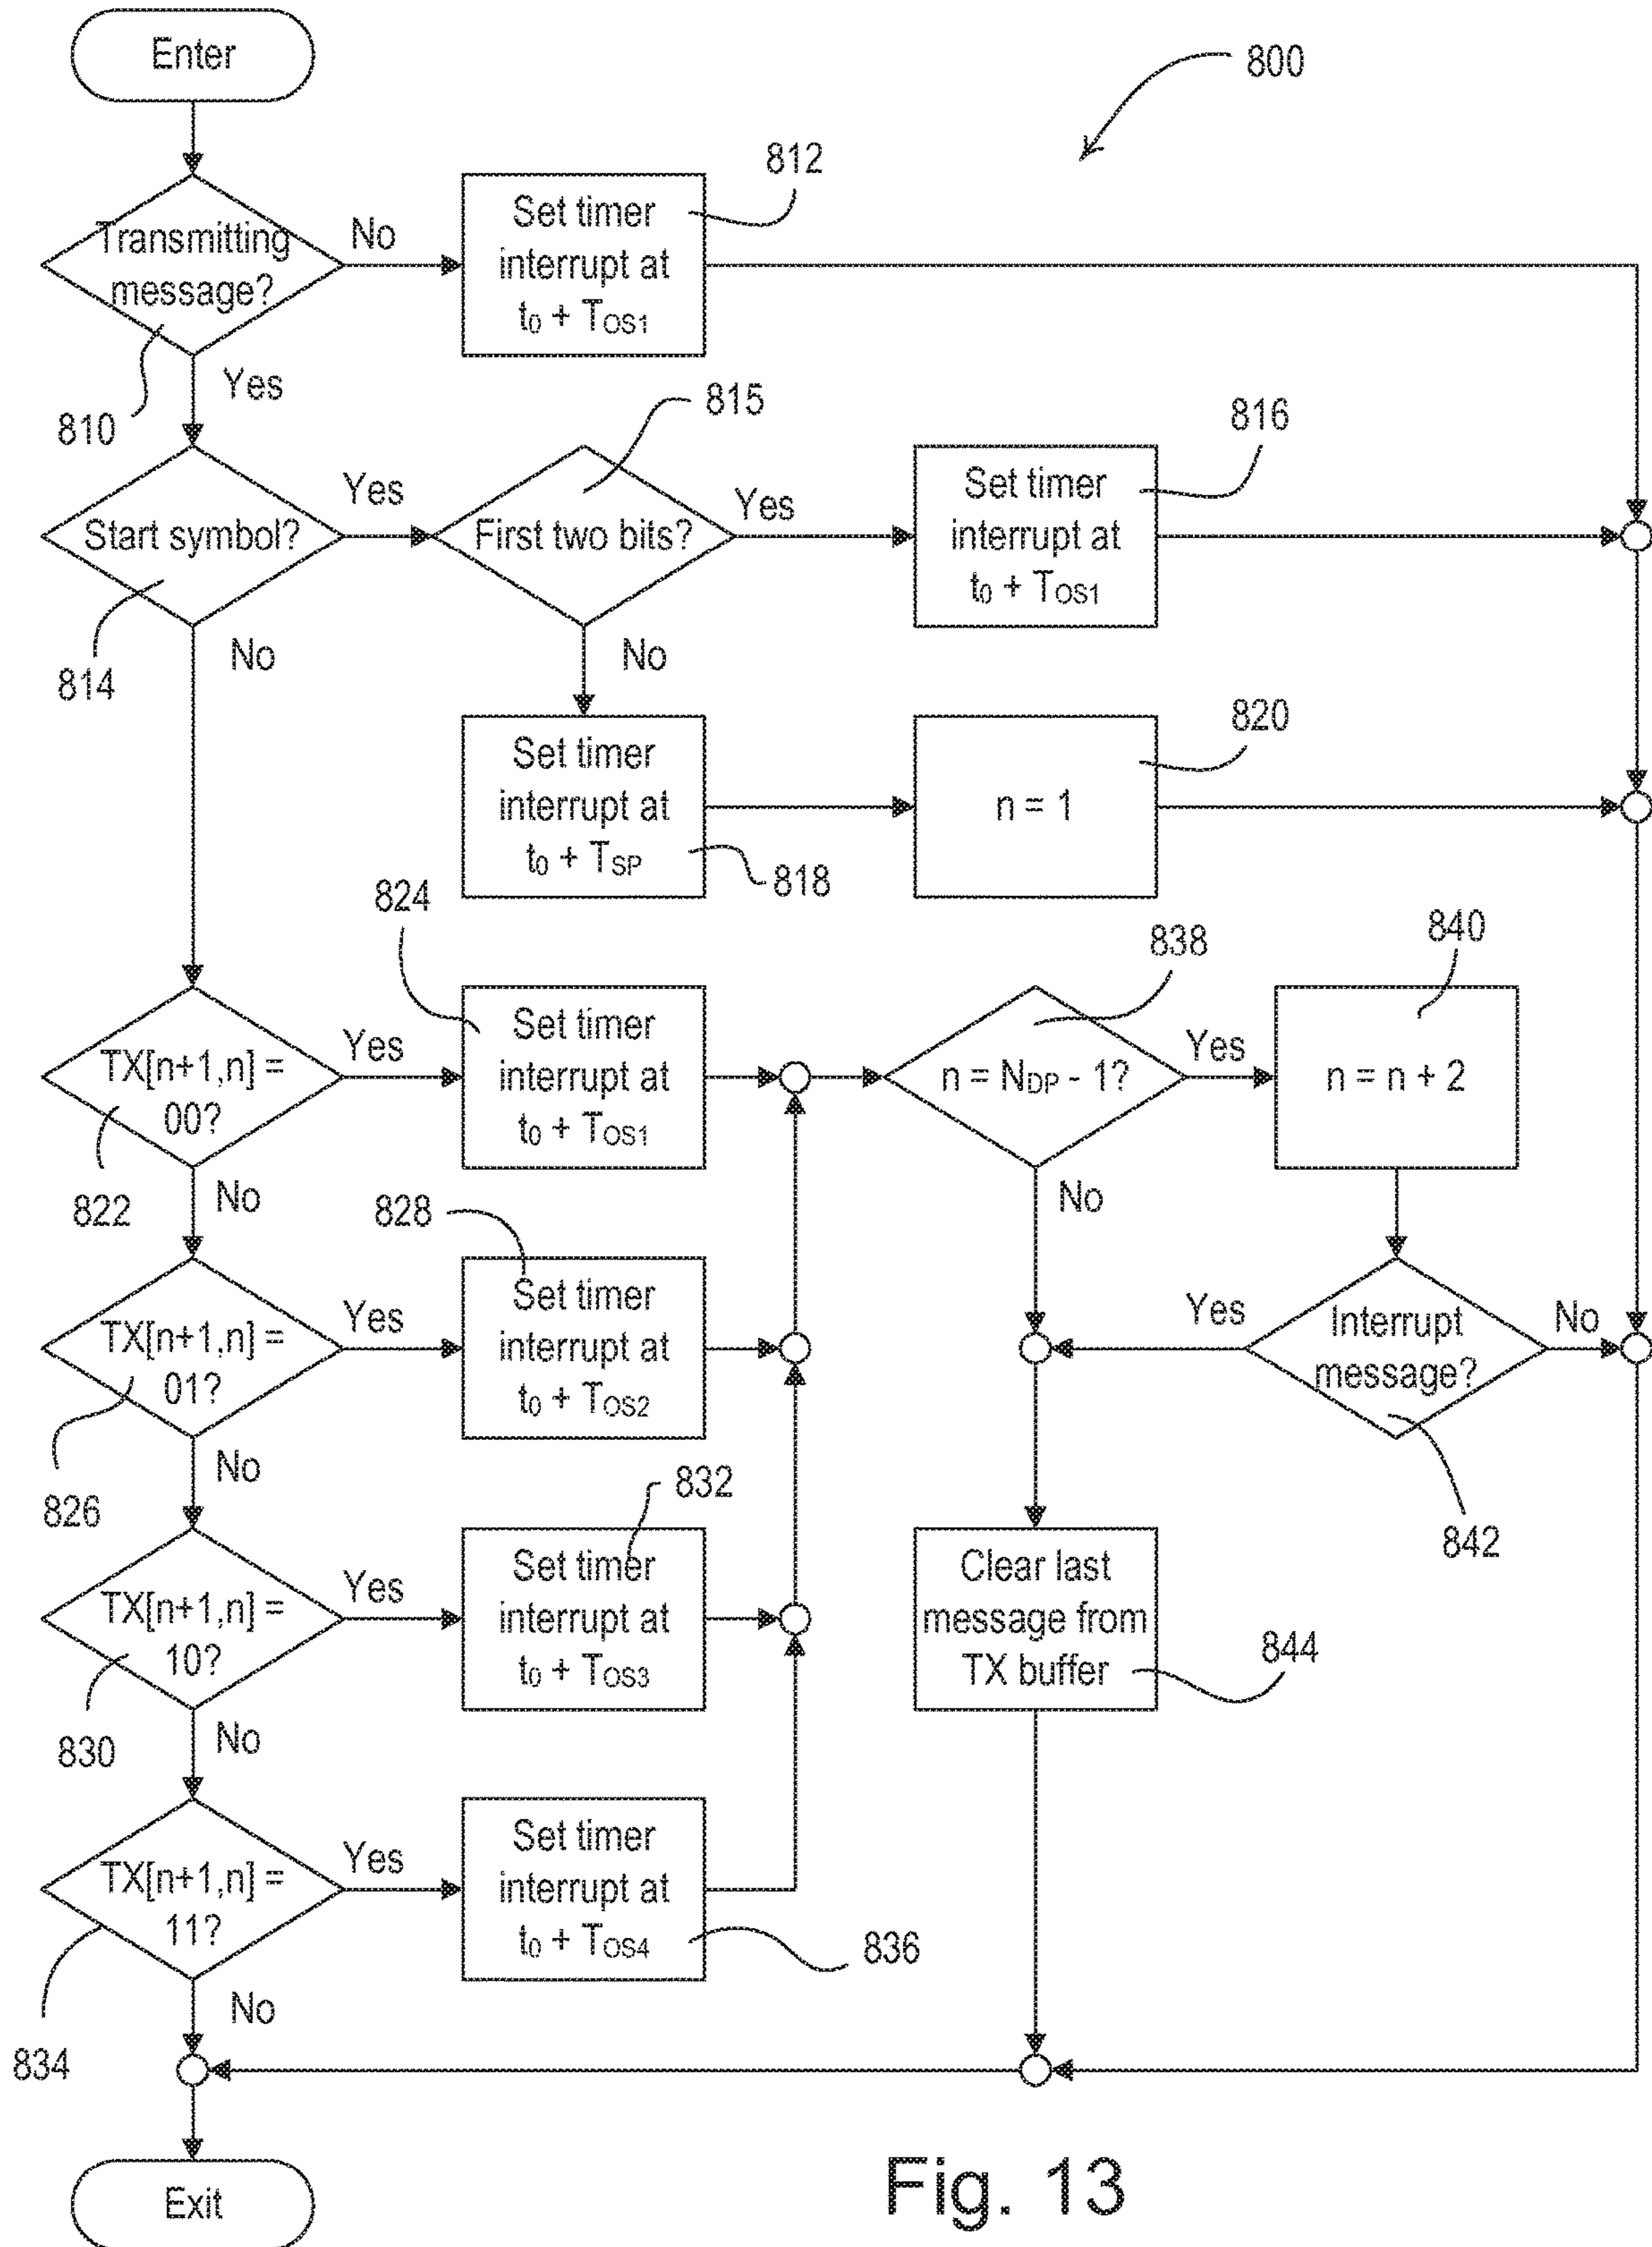 Enter
800
812
Transmitting
message?
No
Set timer
interrupt at
t₀ + TOS1
810
Yes
815
816
Start symbol?
Yes
First two bits?
Yes
Set timer
interrupt at
t₀ + TOS1
814
No
No
Set timer
interrupt at
t₀ + TSP
818
n = 1
820
824
838
840
TX[n+1,n] =
00?
Yes
Set timer
interrupt at
t₀ + TOS1
n = NDP - 1?
Yes
n = n + 2
822
No
No
828
TX[n+1,n] =
01?
Yes
Set timer
interrupt at
t₀ + TOS2
Yes
Interrupt
message?
No
826
No
832
842
TX[n+1,n] =
10?
Yes
Set timer
interrupt at
t₀ + TOS3
Clear last
message from
TX buffer
844
830
No
TX[n+1,n] =
11?
Yes
Set timer
interrupt at
t₀ + TOS4
836
834
No
Exit
Fig. 13